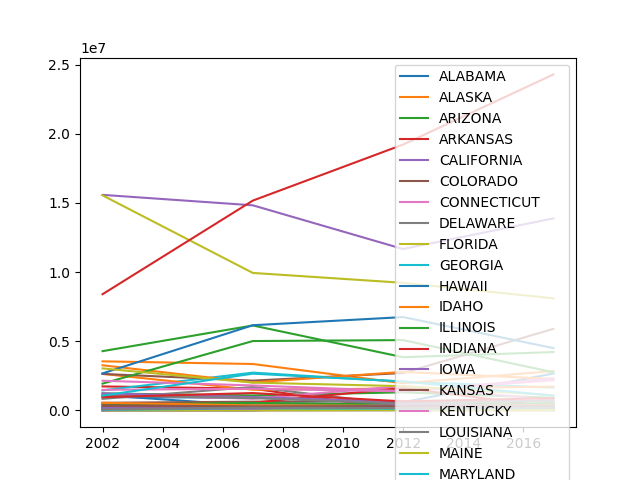 1e7
2.5
2.0
1.5
1.0
0.5
0.0
2002 2004 2006 2008 2010 2012 2014 2016
ALABAMA
ALASKA
ARIZONA
ARKANSAS
CALIFORNIA
COLORADO
CONNECTICUT
DELAWARE
FLORIDA
GEORGIA
HAWAII
IDAHO
ILLINOIS
INDIANA
IOWA
KANSAS
KENTUCKY
LOUISIANA
MAINE
MARYLAND